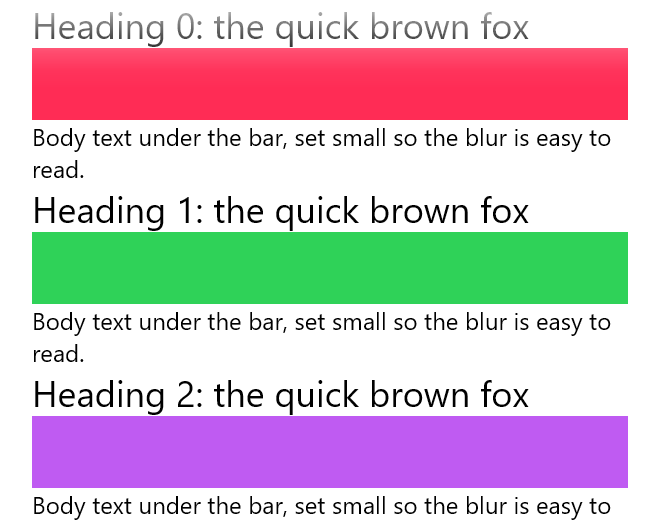 Heading 0: the quick brown fox
Body text under the bar, set small so the blur is easy to
read.
Heading 1: the quick brown fox
Body text under the bar, set small so the blur is easy to
read.
Heading 2: the quick brown fox
Body text under the bar, set small so the blur is easy to